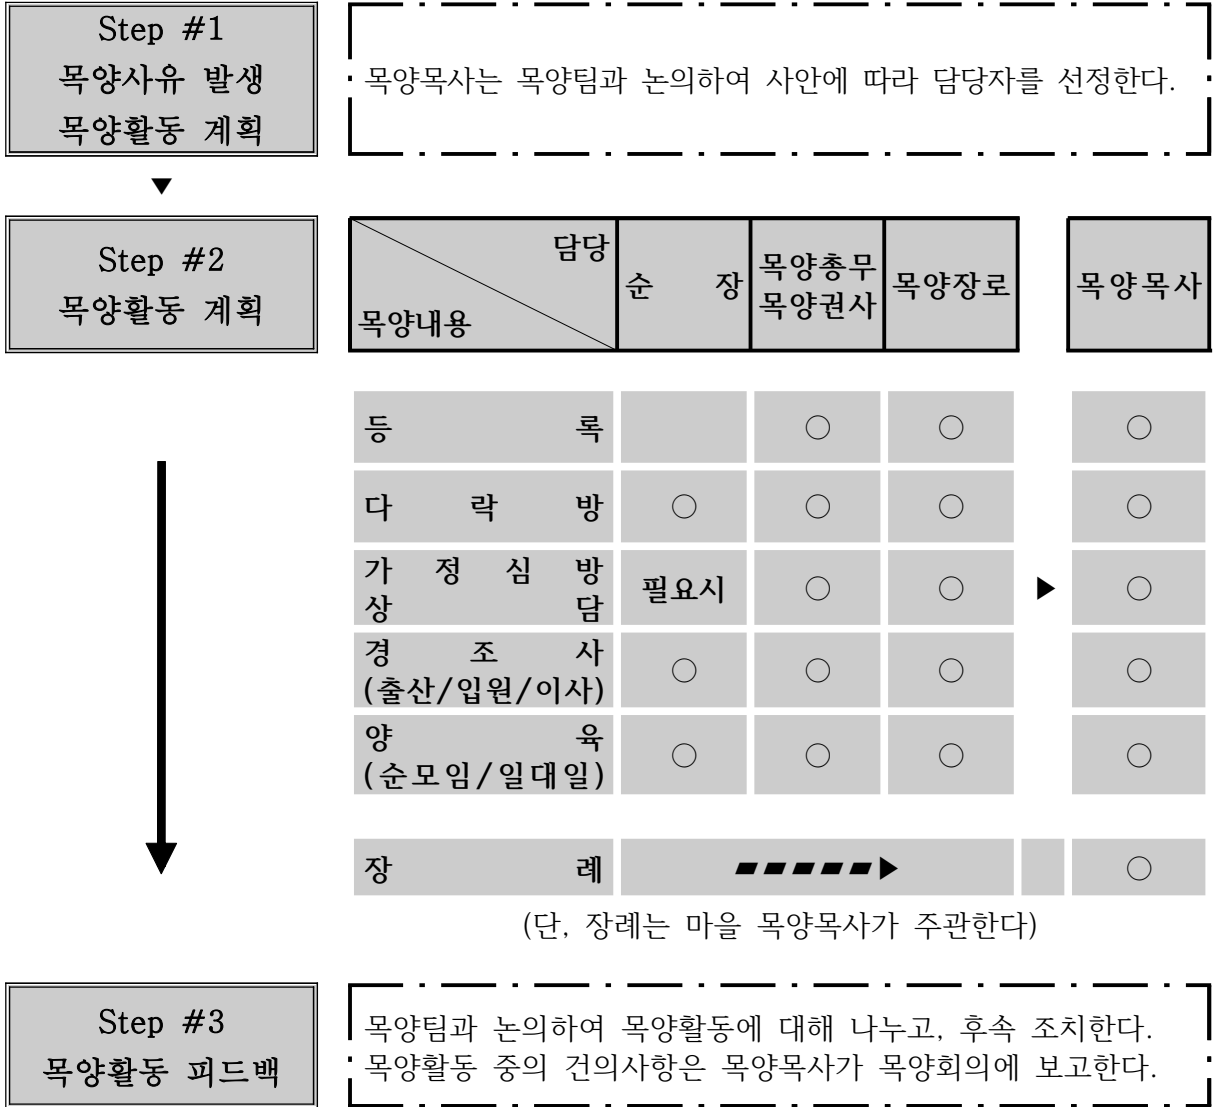 Step #1
목양사유 발생
목양활동 계획
목양목사는 목양팀과 논의하여 사안에 따라 담당자를 선정한다.
▼
Step #2
목양활동 계획
담당
목양내용
순 장
목양총무
목양권사
목양장로
목양목사
등 록
○ ○ ○
다 락 방
○ ○ ○ ○
가 정 심 방
상 담
필요시 ○ ○ ▶ ○
경 조 사
(출산/입원/이사)
○ ○ ○ ○
양 육
(순모임/일대일)
○ ○ ○ ○
장 례
○
(단, 장례는 마을 목양목사가 주관한다)
Step #3
목양활동 피드백
목양팀과 논의하여 목양활동에 대해 나누고, 후속 조치한다.
목양활동 중의 건의사항은 목양목사가 목양회의에 보고한다.